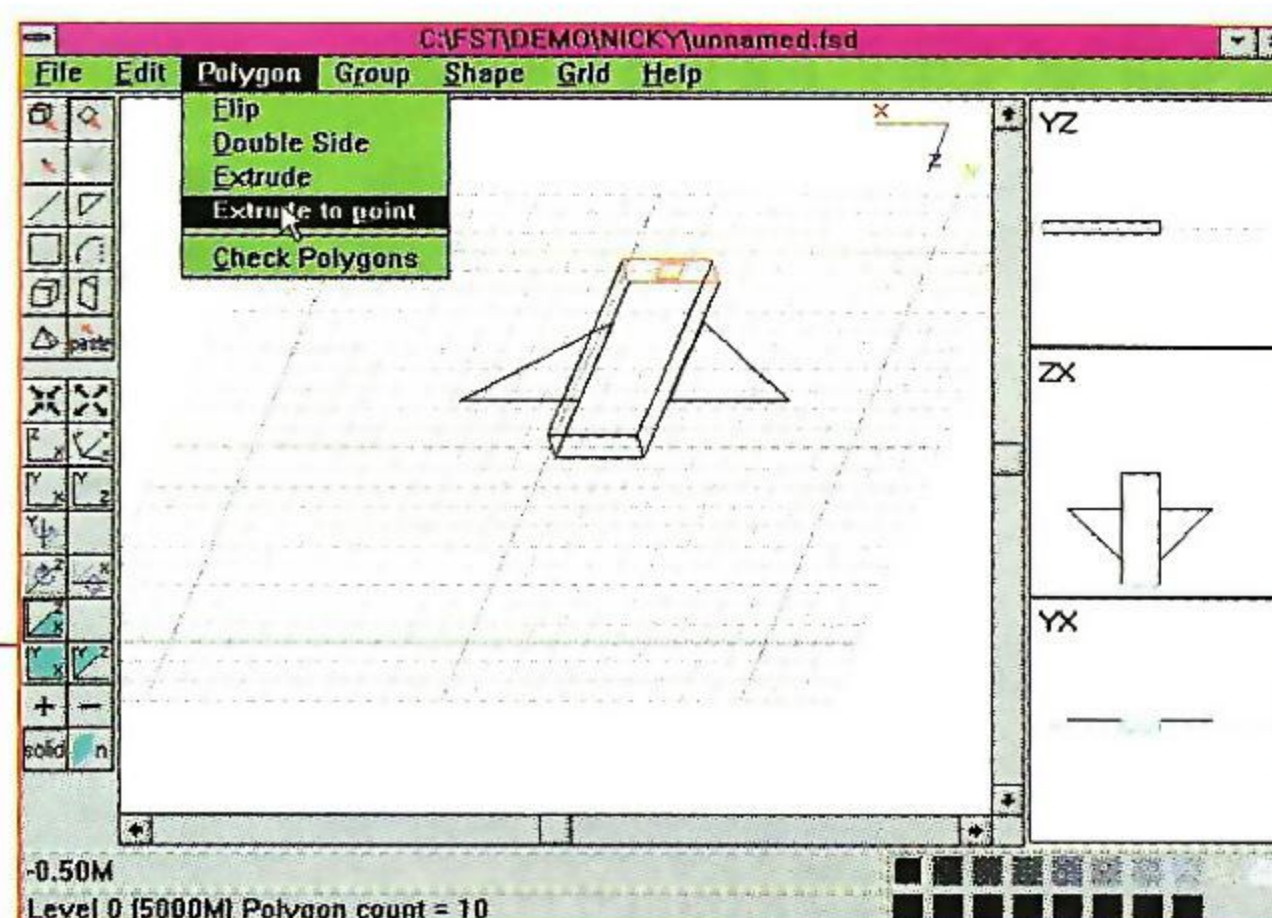 C:\FST\DEMO\NICKY\unnamed.fsd
File Edit Polygon Group Shape Grid Help
Flip
Double Side
Extrude
Extrude to point
Check Polygons
X
Z
Y
YZ
ZX
YX
paste
Z X
Y X
Y Z
Y
Z
X
Z X
Y X
Y Z
+ -
solid n
-0.50M
Level 0 (5000M) Polygon count = 10